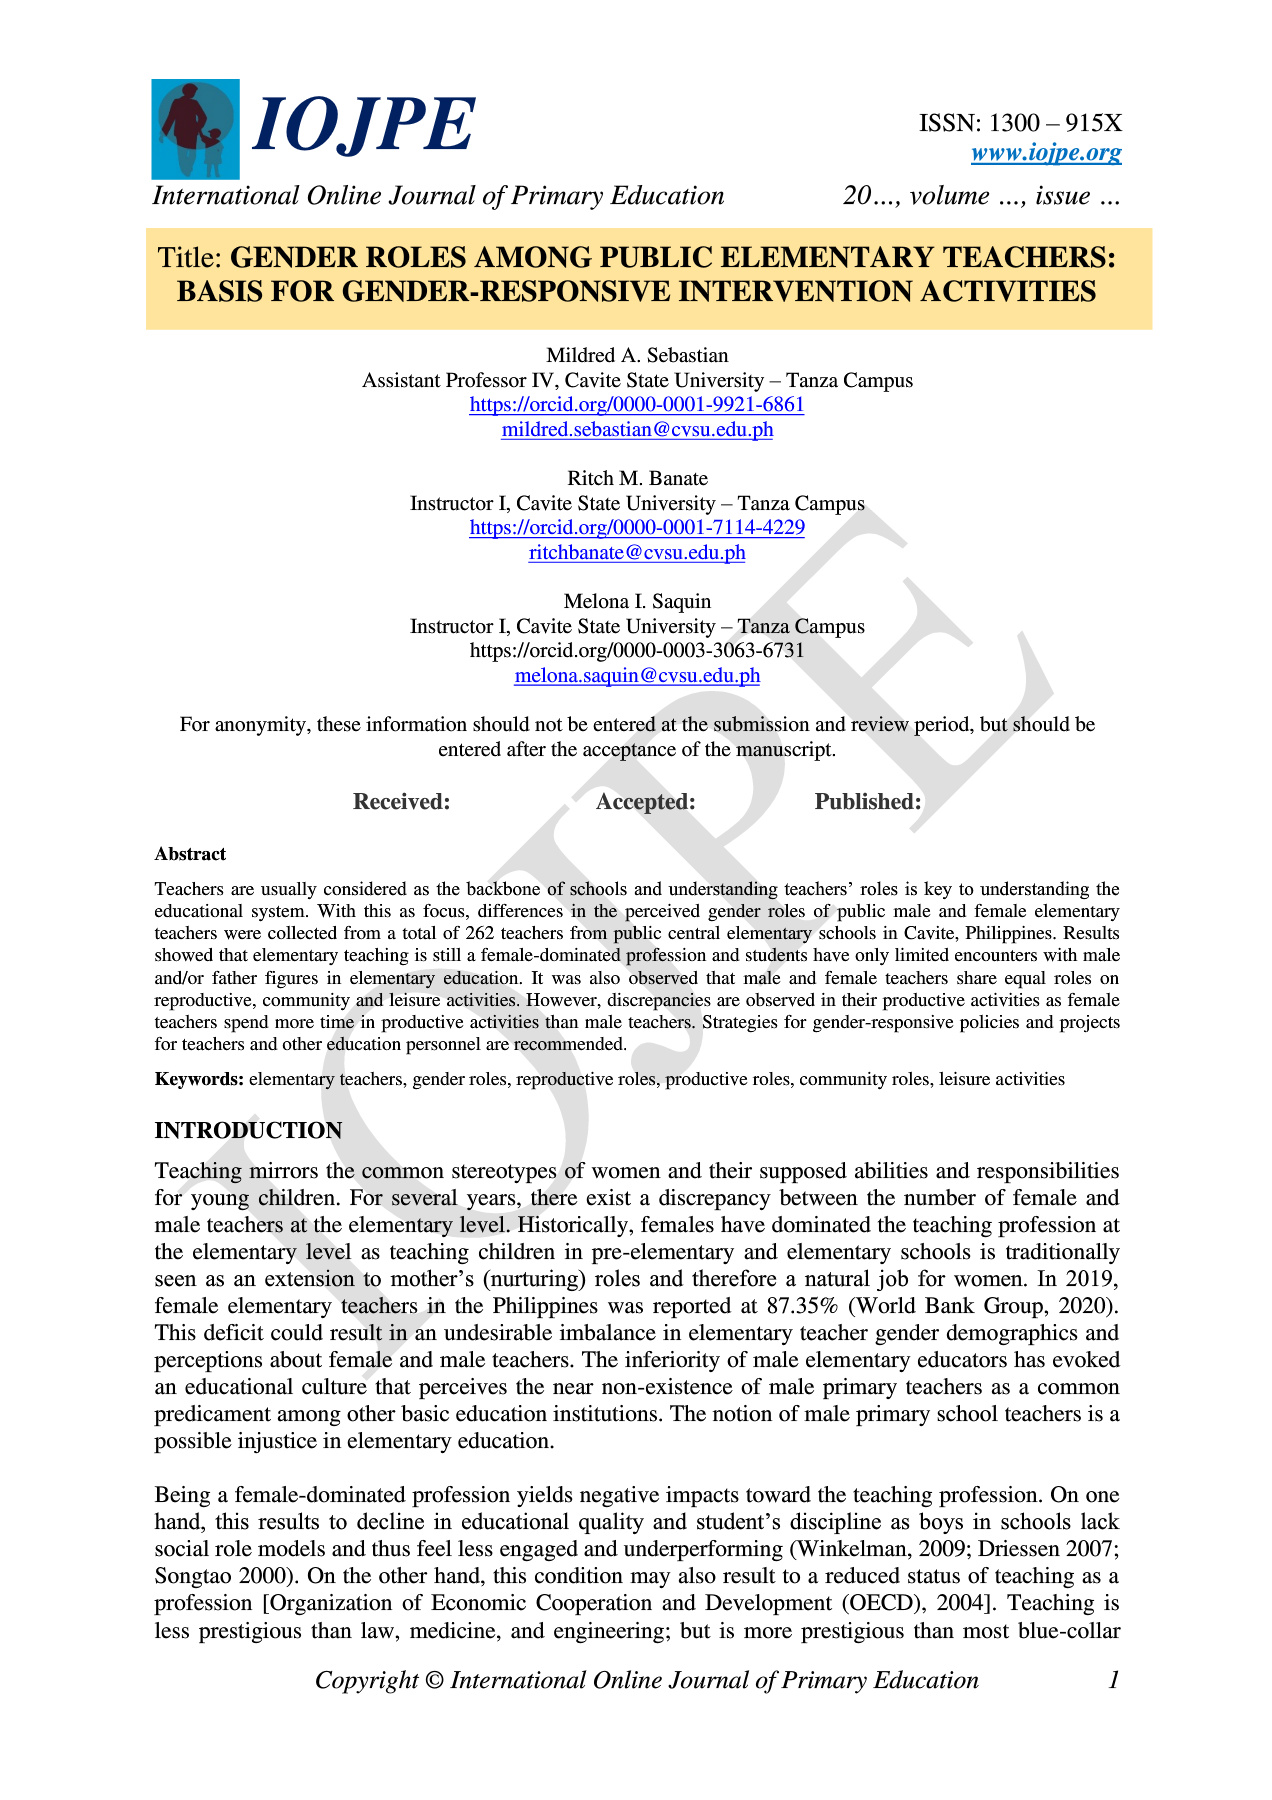 IOJPE
ISSN: 1300 – 915X
www.iojpe.org
International Online Journal of Primary Education 20…, volume …, issue …
Title: GENDER ROLES AMONG PUBLIC ELEMENTARY TEACHERS:
BASIS FOR GENDER-RESPONSIVE INTERVENTION ACTIVITIES
Mildred A. Sebastian
Assistant Professor IV, Cavite State University – Tanza Campus
https://orcid.org/0000-0001-9921-6861
mildred.sebastian@cvsu.edu.ph
Ritch M. Banate
Instructor I, Cavite State University – Tanza Campus
https://orcid.org/0000-0001-7114-4229
ritchbanate@cvsu.edu.ph
Melona I. Saquin
Instructor I, Cavite State University – Tanza Campus
https://orcid.org/0000-0003-3063-6731
melona.saquin@cvsu.edu.ph
For anonymity, these information should not be entered at the submission and review period, but should be
entered after the acceptance of the manuscript.
Received: Accepted: Published:
Abstract
Teachers are usually considered as the backbone of schools and understanding teachers’ roles is key to understanding the
educational system. With this as focus, differences in the perceived gender roles of public male and female elementary
teachers were collected from a total of 262 teachers from public central elementary schools in Cavite, Philippines. Results
showed that elementary teaching is still a female-dominated profession and students have only limited encounters with male
and/or father figures in elementary education. It was also observed that male and female teachers share equal roles on
reproductive, community and leisure activities. However, discrepancies are observed in their productive activities as female
teachers spend more time in productive activities than male teachers. Strategies for gender-responsive policies and projects
for teachers and other education personnel are recommended.
Keywords: elementary teachers, gender roles, reproductive roles, productive roles, community roles, leisure activities
INTRODUCTION
Teaching mirrors the common stereotypes of women and their supposed abilities and responsibilities
for young children. For several years, there exist a discrepancy between the number of female and
male teachers at the elementary level. Historically, females have dominated the teaching profession at
the elementary level as teaching children in pre-elementary and elementary schools is traditionally
seen as an extension to mother’s (nurturing) roles and therefore a natural job for women. In 2019,
female elementary teachers in the Philippines was reported at 87.35% (World Bank Group, 2020).
This deficit could result in an undesirable imbalance in elementary teacher gender demographics and
perceptions about female and male teachers. The inferiority of male elementary educators has evoked
an educational culture that perceives the near non-existence of male primary teachers as a common
predicament among other basic education institutions. The notion of male primary school teachers is a
possible injustice in elementary education.
Being a female-dominated profession yields negative impacts toward the teaching profession. On one
hand, this results to decline in educational quality and student’s discipline as boys in schools lack
social role models and thus feel less engaged and underperforming (Winkelman, 2009; Driessen 2007;
Songtao 2000). On the other hand, this condition may also result to a reduced status of teaching as a
profession [Organization of Economic Cooperation and Development (OECD), 2004]. Teaching is
less prestigious than law, medicine, and engineering; but is more prestigious than most blue-collar
Copyright © International Online Journal of Primary Education 1
IOJPE